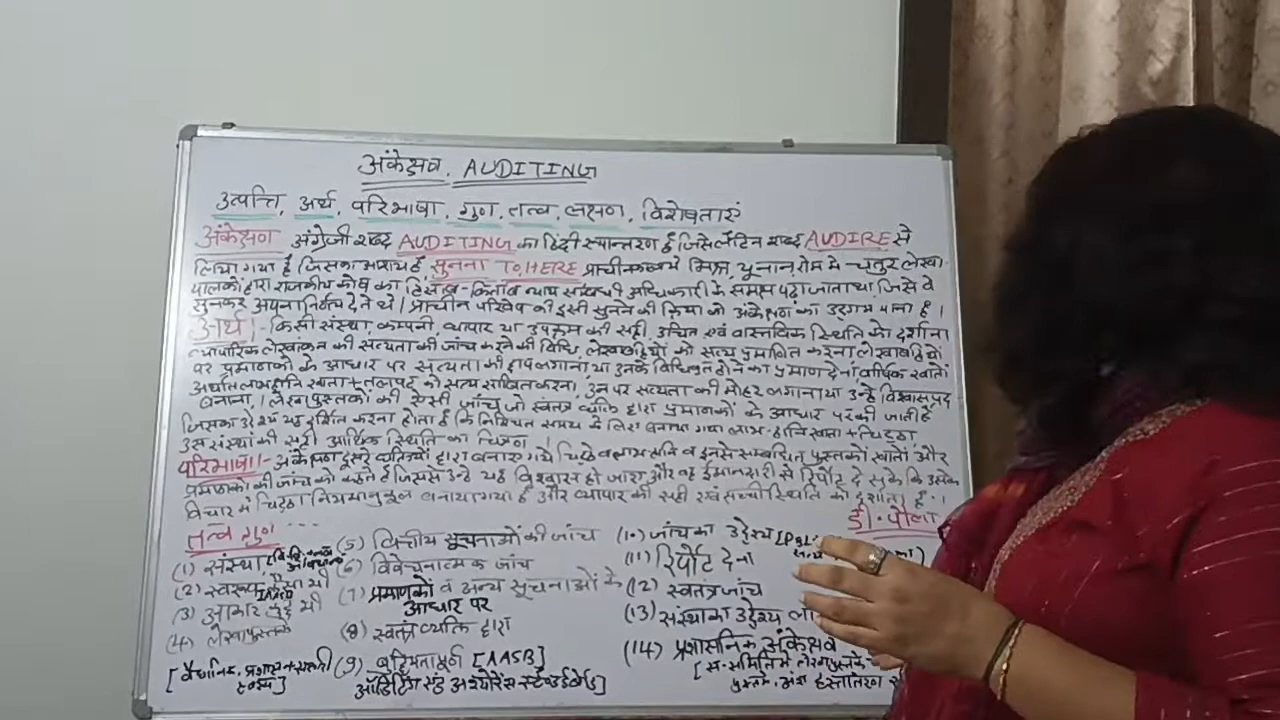 अंकेक्षण AUDITING
उत्पत्ति, अर्थ, परिभाषा, गुण, तत्व, लक्षण, विशेषताएं
अंकेक्षण अंग्रेजी शब्द AUDITING का हिंदी रूपान्तरण है जिसे लैटिन शब्द AUDIRE से
लिया गया है जिसका आशय है, सुनना TO, HERE प्राचीन समय में मिस्र, यूनान, रोम मे चतुर लेखा-
पालको द्वारा राजकीय कोष का हिसाब-किताब न्याय सम्बन्धी अधिकारी के समक्ष पढ़ा जाता था, जिसे वे
सुनकर अपना निर्णय देते थे। प्राचीन परिवेष की इसी सुनने की क्रिया को अंकेक्षण का उद्गम माना है।
अर्थ :- किसी संस्था, कम्पनी, व्यापार या उपक्रम की सही, उचित एवं वास्तविक स्थिति को दर्शाना
व्यापारिक लेखांकन की सत्यता की जाँच करने की विधि, लेखाबहियों को सत्य प्रमाणित करना लेखाबहियों
पर प्रमाणकों के आधार पर सत्यता की छाप लगाना, या उनके विधिवत होने का प्रमाण देना वार्षिक खातों
अर्थात लाभहानि खाता + तलपट को सत्य साबित करना, उन पर सत्यता की मोहर लगाना या उन्हे विश्वासप्रद
बनाना,। लेखापुस्तकों की ऐसी जाँच जो स्वतंत्र व्यक्ति द्वारा प्रमाणकों के आधार पर की जाती है
जिसका उद्देश्य यह दर्शित करना होता है कि निश्चित समय के लिए बनाया गया लाभ-हानि खाता + चिट्ठा
उस संस्था की सही आर्थिक स्थिति का चित्रण।
परिभाषा :- अंकेक्षण दूसरे व्यक्तियों द्वारा बनाए गये चिट्ठे व लाभहानि व इनसे सम्बन्धित पुस्तकों खातों और
प्रमाणकों की जाँच को कहते है जिससे उन्हे यह विश्वास हो जाए और वह ईमानदारी से रिपोर्ट दे सके कि उसके
विचार में चिट्ठा नियमानुकूल बनाया गया है और व्यापार की सही एवं सच्ची स्थिति को दर्शाता है।
डी. पौला
तत्व गुण ...
(1) संस्था
(2) स्वरूप
(3) आकार
(4) लेखापुस्तकें
(5) वित्तीय सूचनाओं की जांच
(6) विवेचनात्मक जांच
(7) प्रमाणकों व अन्य सूचनाओं के
आधार पर
(8) स्वतंत्र व्यक्ति द्वारा
(9) बुद्धिमतापूर्ण [AASB]
ऑडिटिंग एंड अश्योरेंस स्टैण्डर्ड बोर्ड]
(10) जांच का उद्देश्य
(11) रिपोर्ट देना
(12) स्वतंत्र जांच
(13) संस्था का उद्देश्य
(14) प्रशासनिक अंकेक्षण